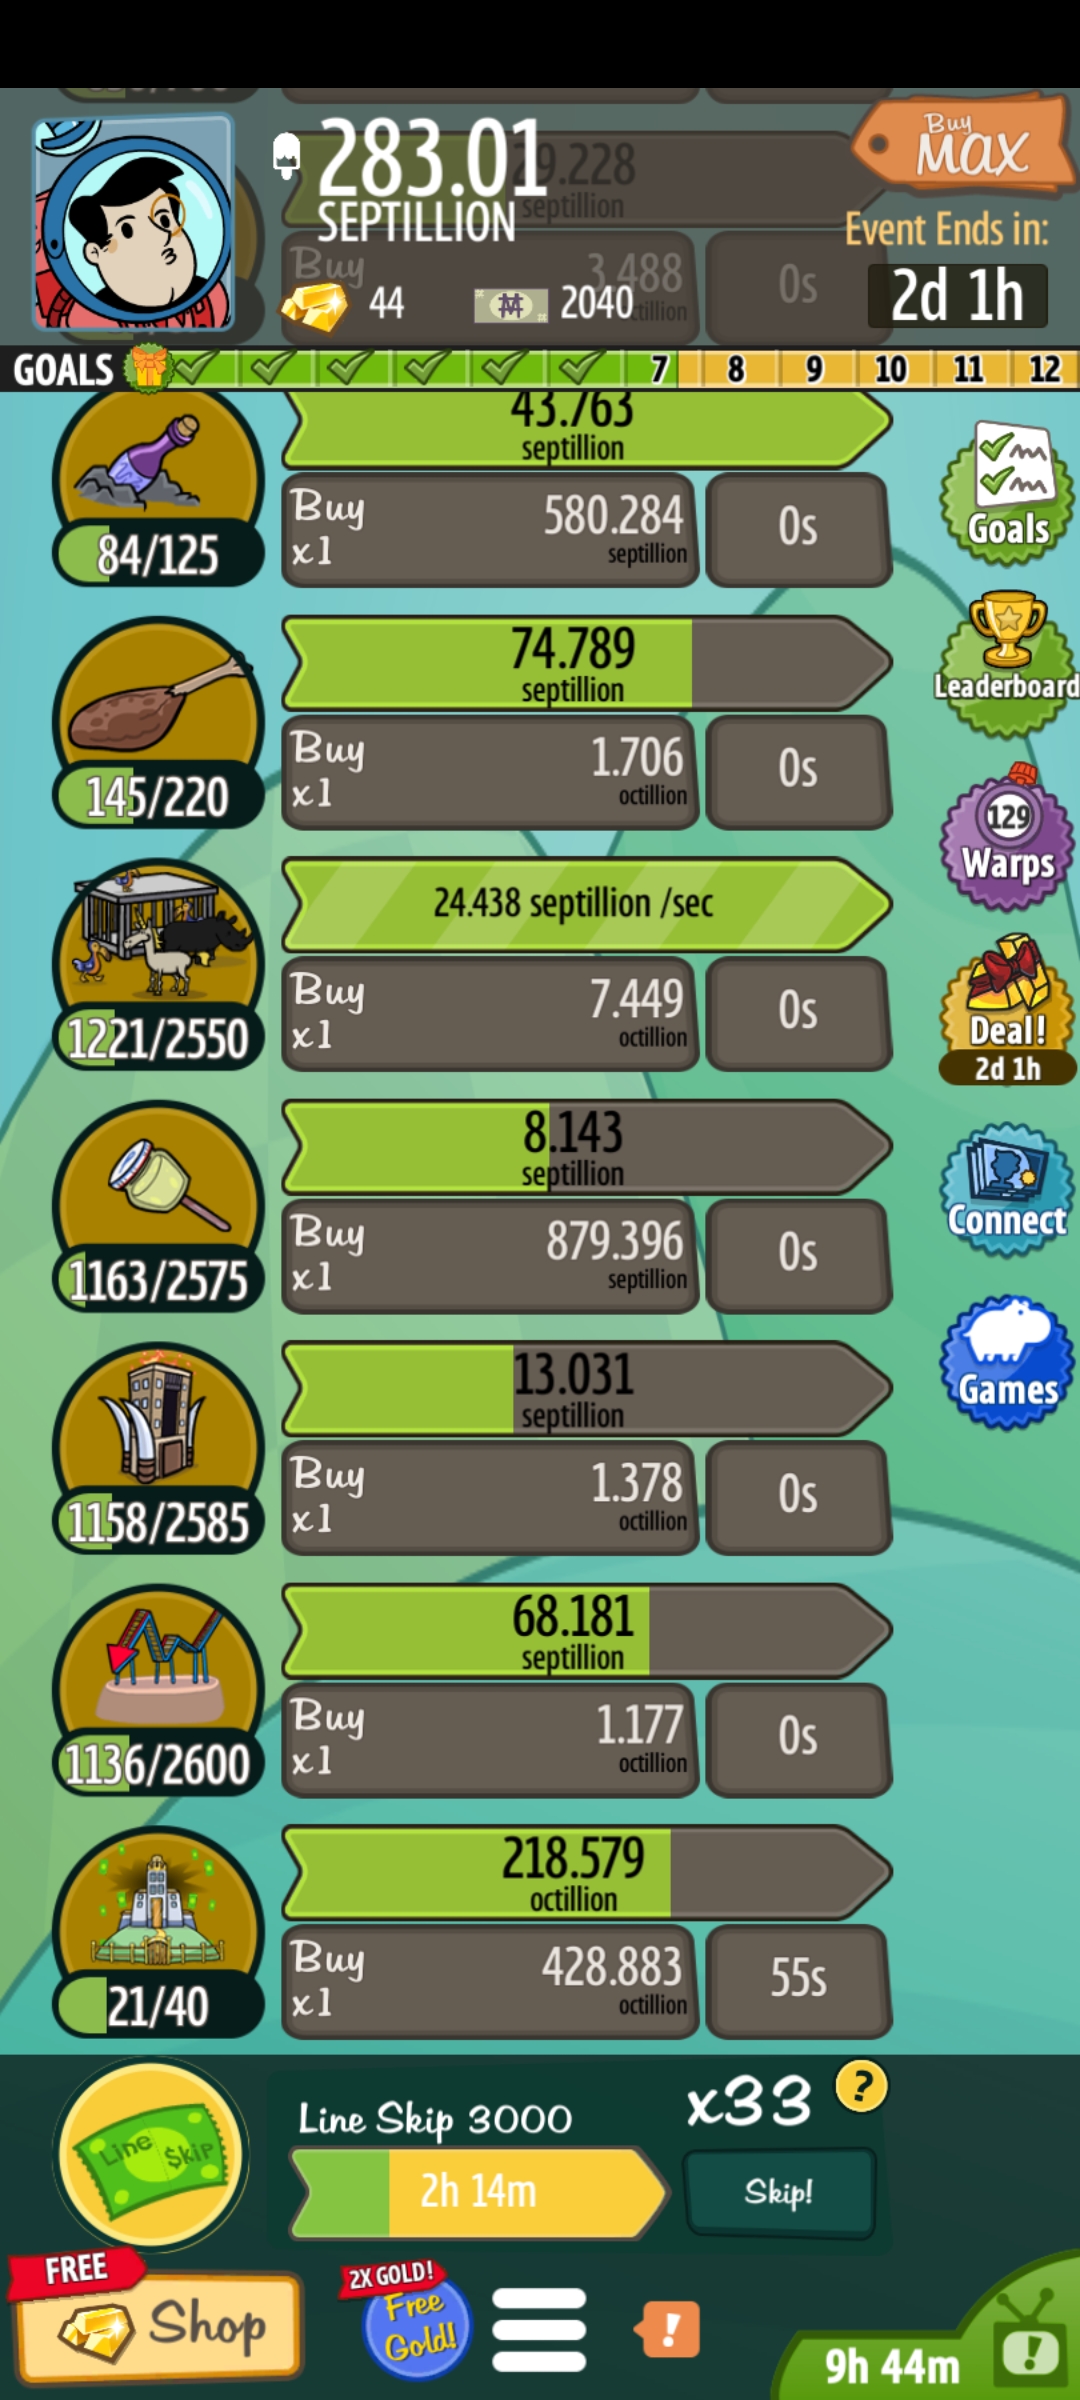 283.01
SEPTILLION
29.228
septillion
Buy
3.488
0s
44
2040
Buy
MAX
Event Ends in:
2d 1h
GOALS
7 8 9 10 11 12
43.763
septillion
84/125
Buy
x1
580.284
septillion
0s
Goals
74.789
septillion
145/220
Buy
x1
1.706
octillion
0s
Leaderboard
24.438 septillion /sec
1221/2550
Buy
x1
7.449
octillion
0s
129
Warps
Deal!
2d 1h
8.143
septillion
1163/2575
Buy
x1
879.396
septillion
0s
Connect
13.031
septillion
1158/2585
Buy
x1
1.378
octillion
0s
Games
68.181
septillion
1136/2600
Buy
x1
1.177
octillion
0s
218.579
octillion
21/40
Buy
x1
428.883
octillion
55s
Line $kip
Line Skip 3000
2h 14m
x33
?
Skip!
FREE
Shop
2X GOLD!
Free
Gold!
!
9h 44m
!